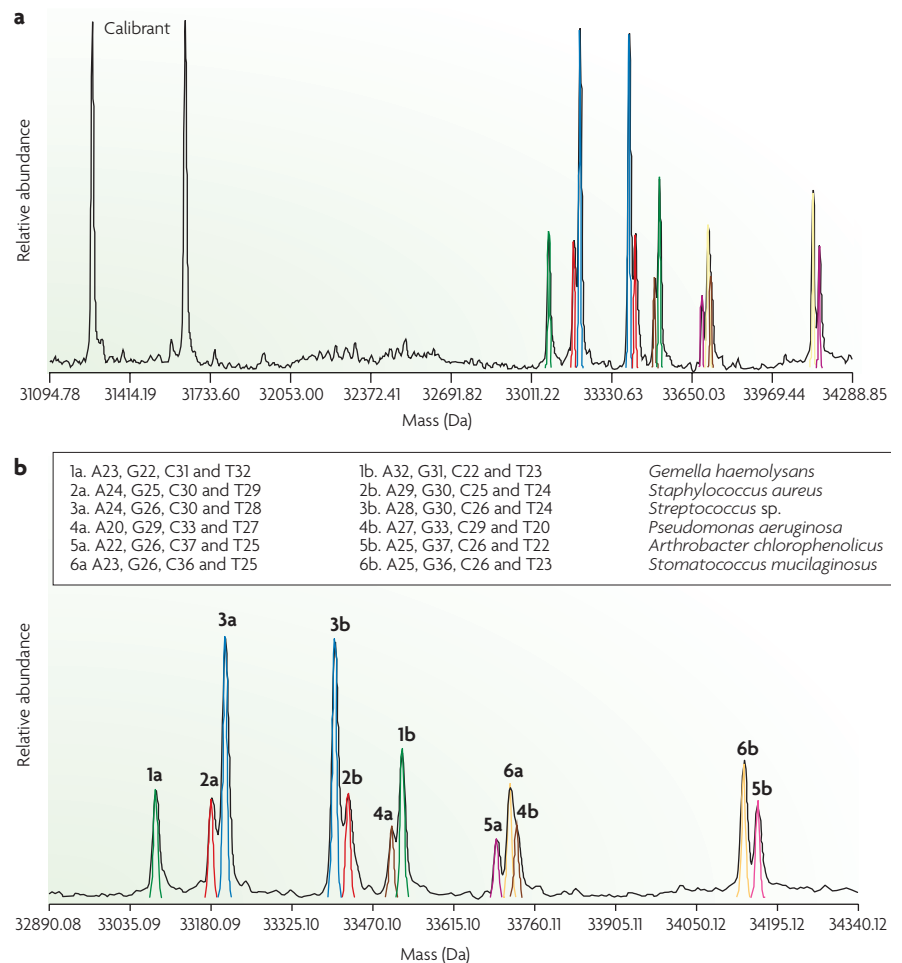 a
Calibrant
Relative abundance
31094.78 31414.19 31733.60 32053.00 32372.41 32691.82 33011.22 33330.63 33650.03 33969.44 34288.85
Mass (Da)
b
1a. A23, G22, C31 and T32 1b. A32, G31, C22 and T23 Gemella haemolysans
2a. A24, G25, C30 and T29 2b. A29, G30, C25 and T24 Staphylococcus aureus
3a. A24, G26, C30 and T28 3b. A28, G30, C26 and T24 Streptococcus sp.
4a. A20, G29, C33 and T27 4b. A27, G33, C29 and T20 Pseudomonas aeruginosa
5a. A22, G26, C37 and T25 5b. A25, G37, C26 and T22 Arthrobacter chlorophenolicus
6a A23, G26, C36 and T25 6b. A25, G36, C26 and T23 Stomatococcus mucilaginosus
Relative abundance
3a 3b
1b
1a 2a 2b 6a 6b
4a 5a 4b 5b
32890.08 33035.09 33180.09 33325.10 33470.10 33615.10 33760.11 33905.11 34050.12 34195.12 34340.12
Mass (Da)